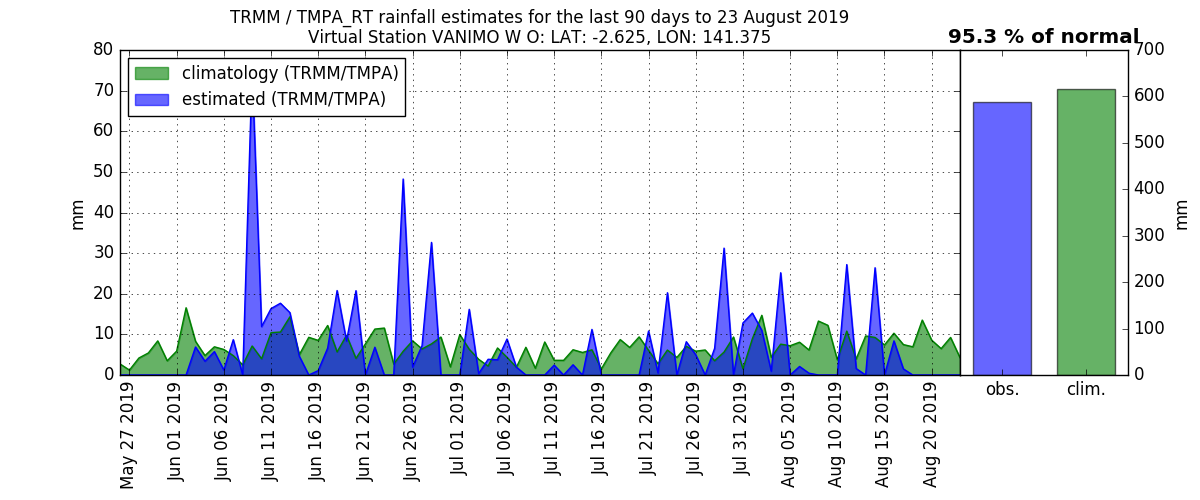 TRMM / TMPA_RT rainfall estimates for the last 90 days to 23 August 2019
Virtual Station VANIMO W O: LAT: -2.625, LON: 141.375
95.3 % of normal
climatology (TRMM/TMPA)
estimated (TRMM/TMPA)
80
70
60
50
40
30
20
10
0
mm
May 27 2019
Jun 01 2019
Jun 06 2019
Jun 11 2019
Jun 16 2019
Jun 21 2019
Jun 26 2019
Jul 01 2019
Jul 06 2019
Jul 11 2019
Jul 16 2019
Jul 21 2019
Jul 26 2019
Jul 31 2019
Aug 05 2019
Aug 10 2019
Aug 15 2019
Aug 20 2019
700
600
500
400
300
200
100
0
mm
obs.
clim.